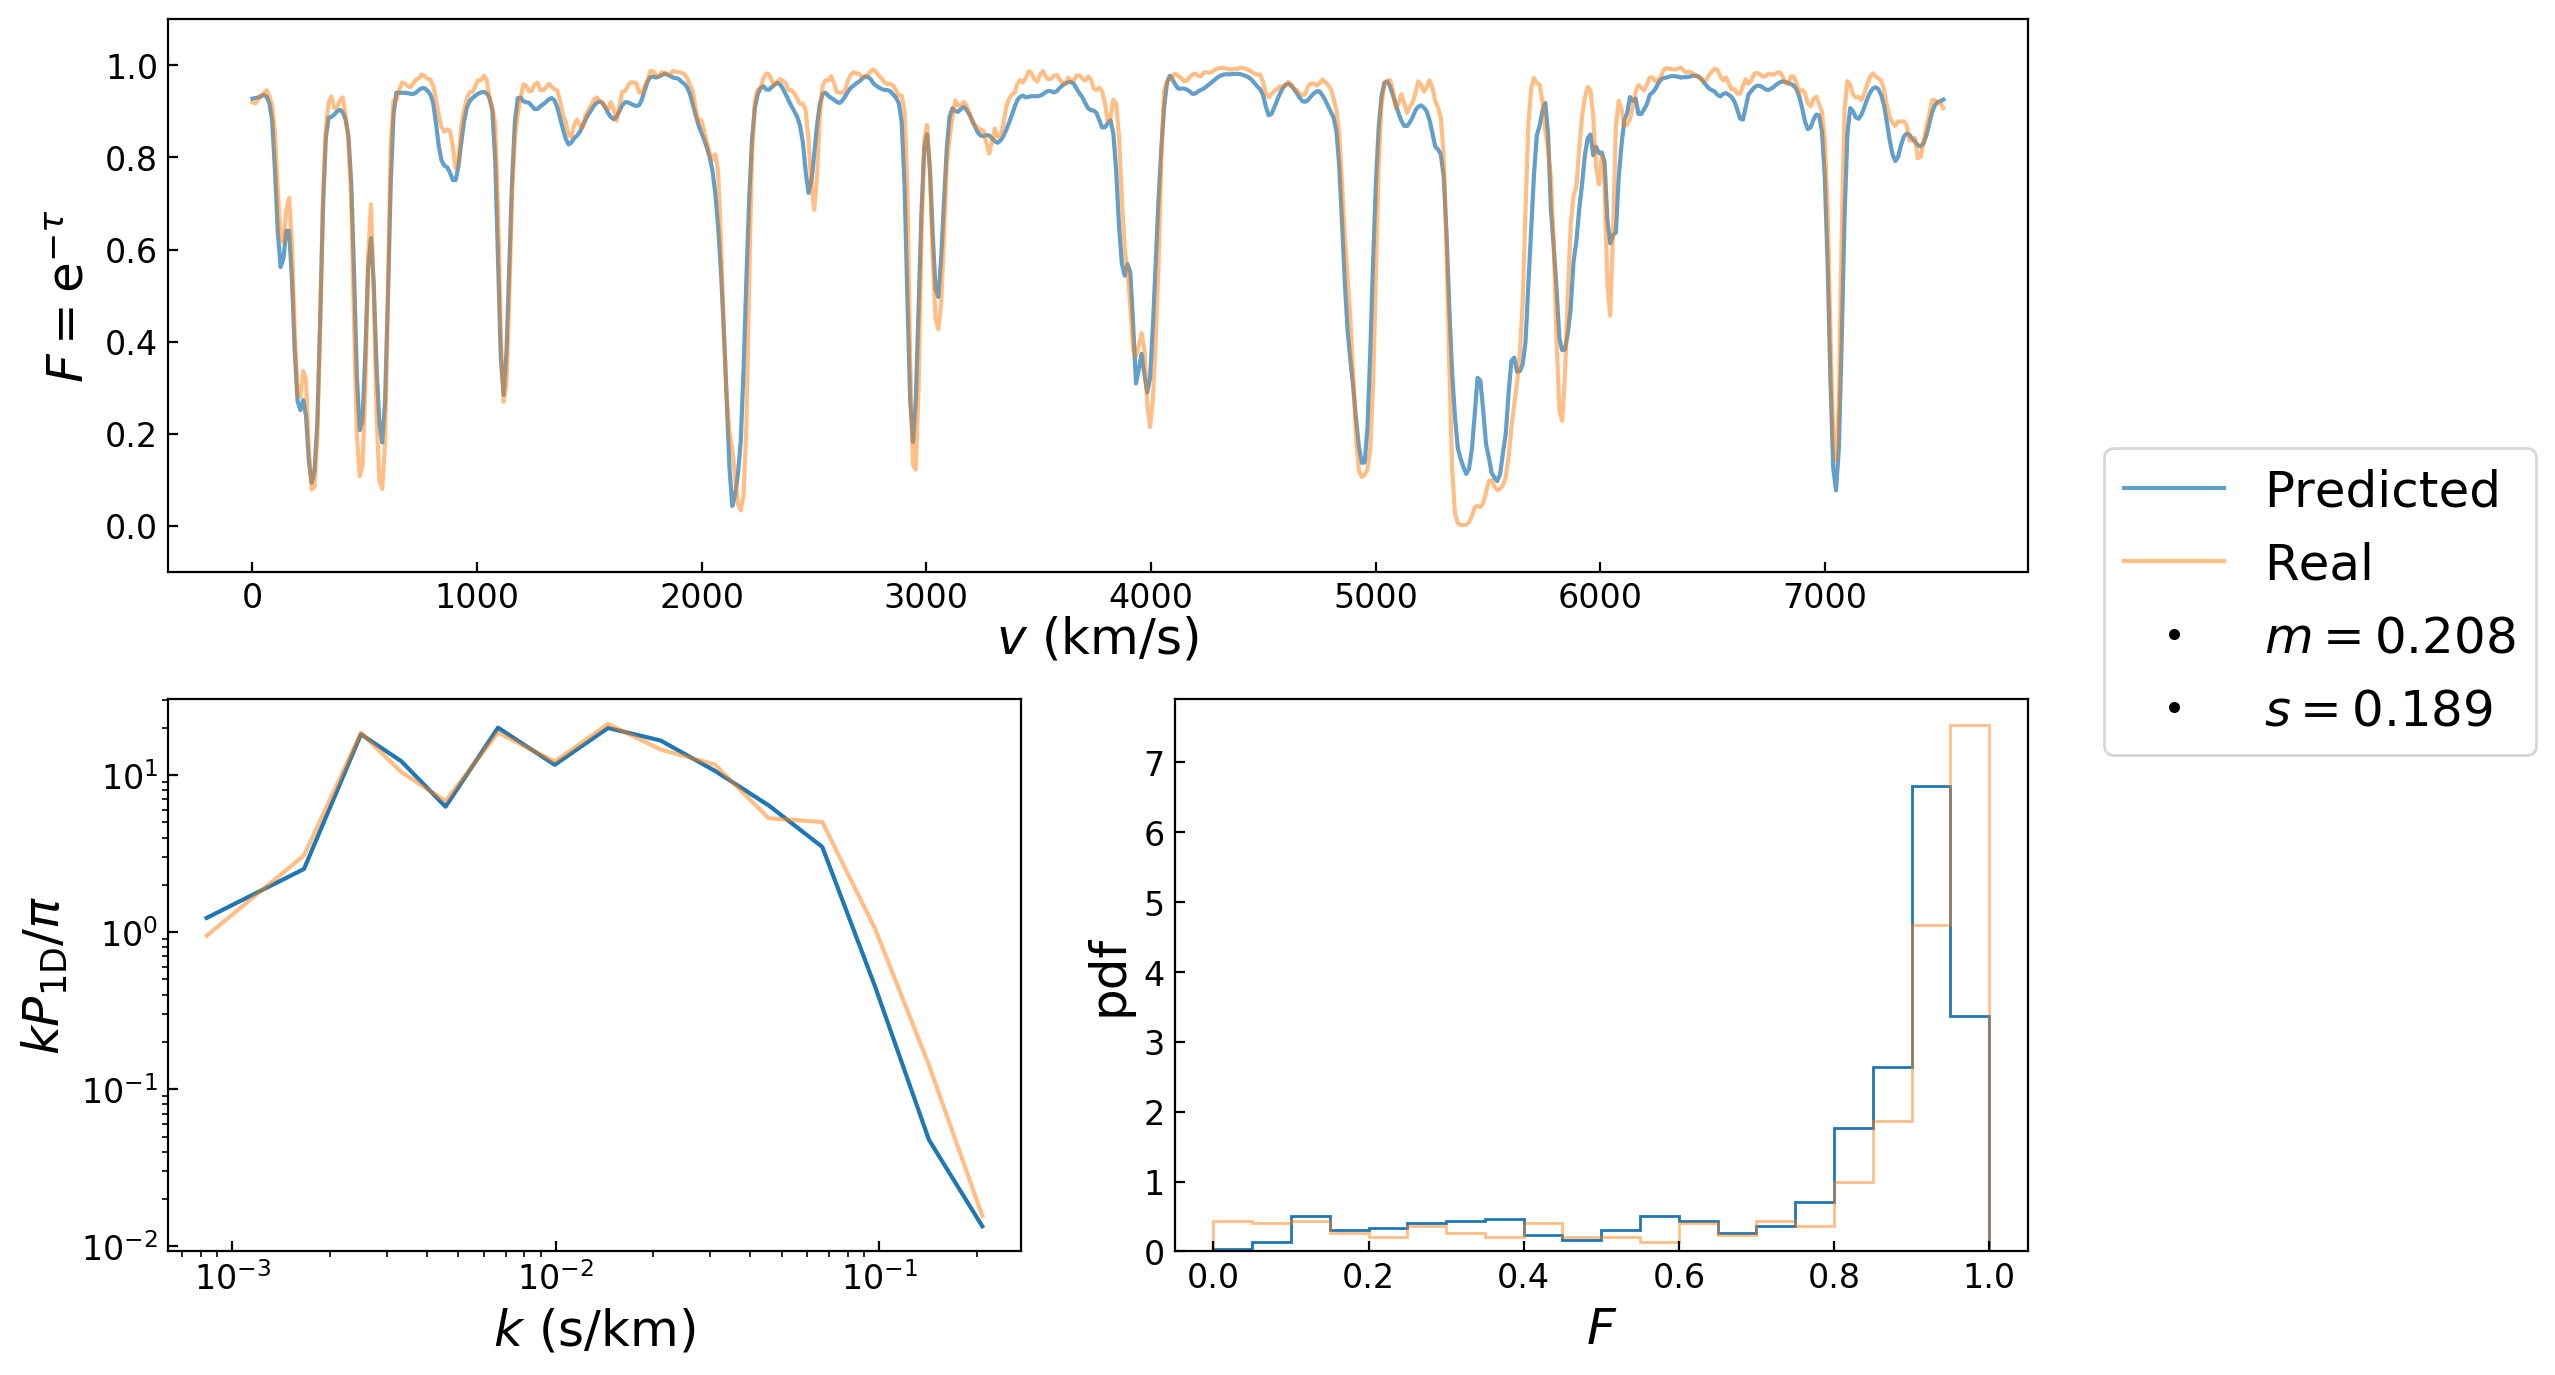 F = e^{−τ}
1.0
0.8
0.6
0.4
0.2
0.0
0 1000 2000 3000 4000 5000 6000 7000
v (km/s)
Predicted
Real
m = 0.208
s = 0.189
kP_{1D}/π
10^1
10^0
10^{−1}
10^{−2}
10^{−3} 10^{−2} 10^{−1}
k (s/km)
pdf
7
6
5
4
3
2
1
0
0.0 0.2 0.4 0.6 0.8 1.0
F